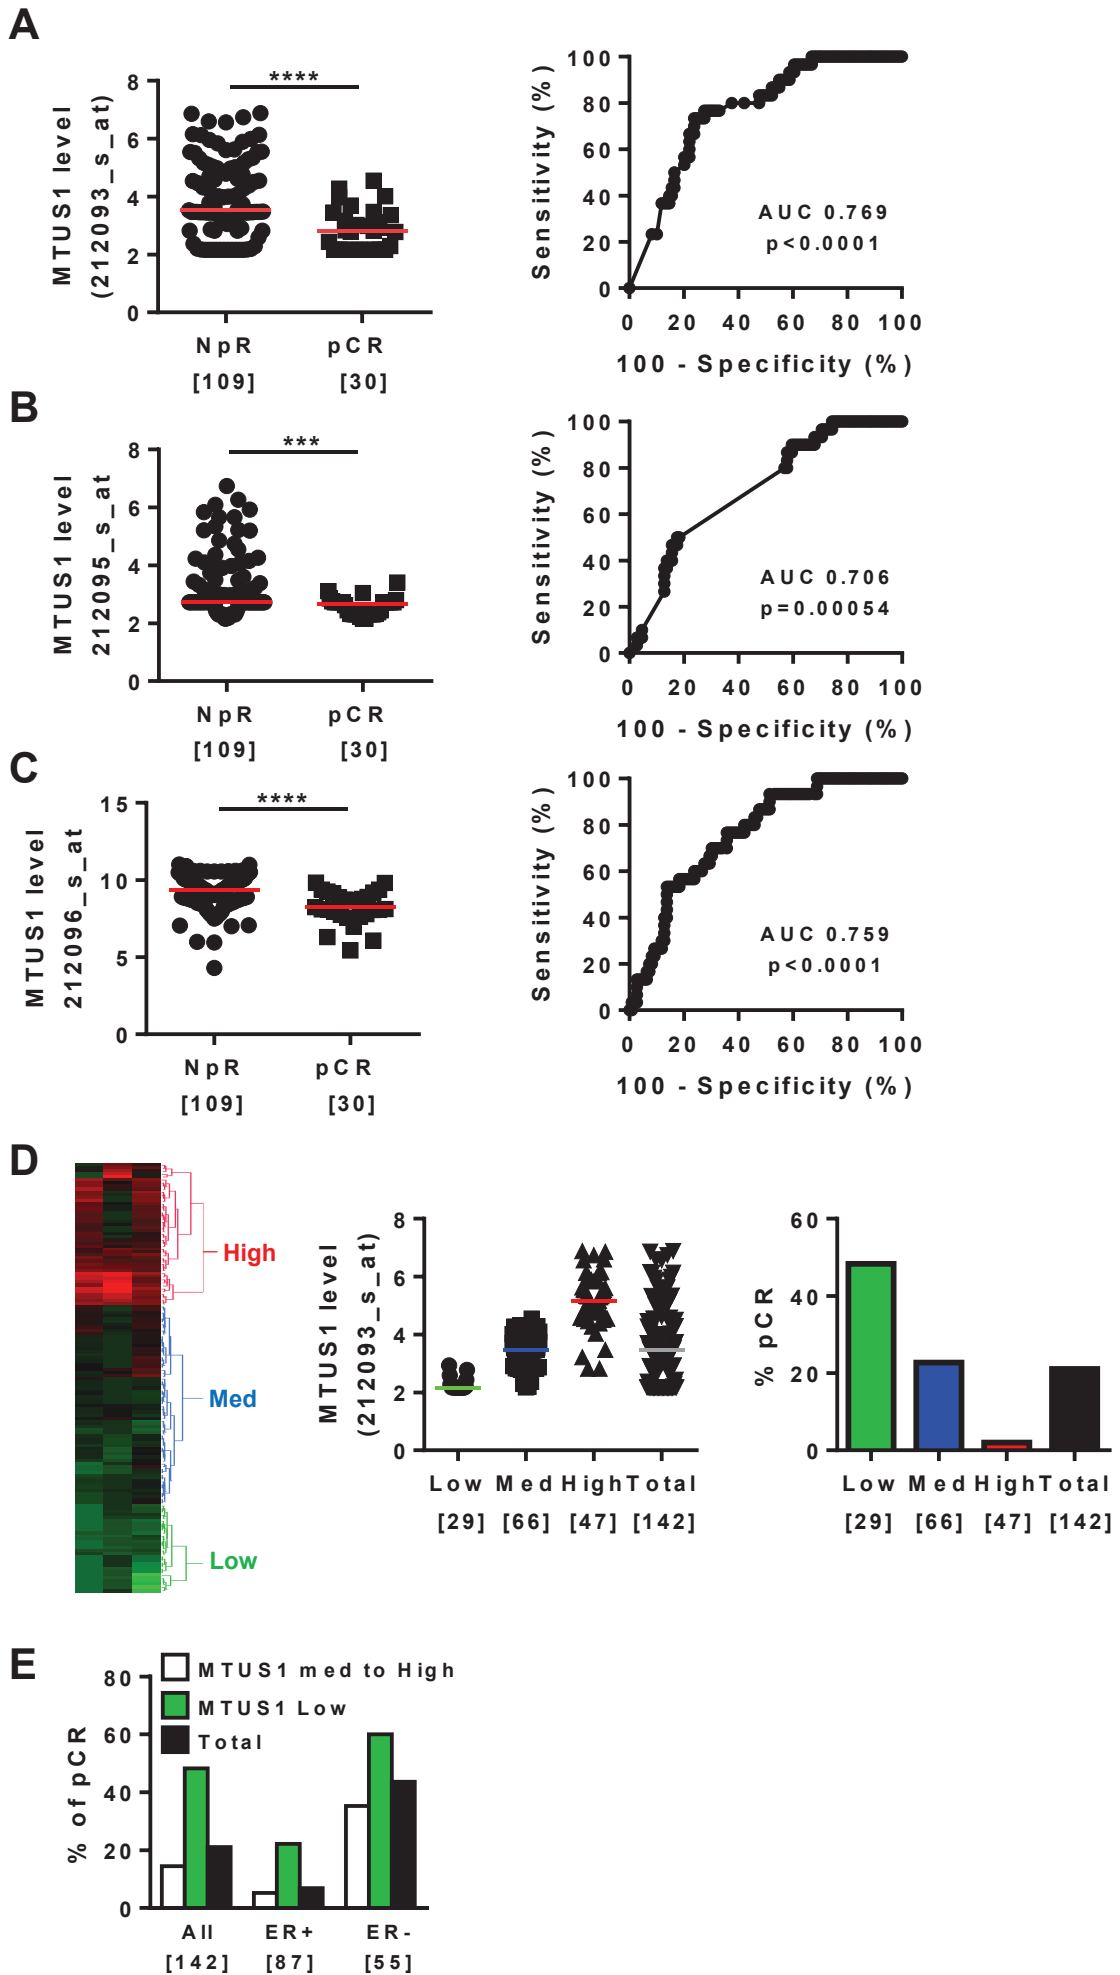 A
MTUS1 level
(212093_s_at)
8
6
4
2
0
****
NpR
pCR
[109]
[30]
Sensitivity (%)
100
80
60
40
20
0
AUC 0.769
p<0.0001
0 20 40 60 80 100
100 - Specificity (%)
B
MTUS1 level
212095_s_at
8
6
4
2
0
***
NpR
pCR
[109]
[30]
Sensitivity (%)
100
80
60
40
20
0
AUC 0.706
p=0.00054
0 20 40 60 80 100
100 - Specificity (%)
C
MTUS1 level
212096_s_at
15
10
5
0
****
NpR
pCR
[109]
[30]
Sensitivity (%)
100
80
60
40
20
0
AUC 0.759
p<0.0001
0 20 40 60 80 100
100 - Specificity (%)
D
High
Med
Low
MTUS1 level
(212093_s_at)
8
6
4
2
0
Low Med High Total
[29] [66] [47] [142]
% pCR
60
40
20
0
Low Med High Total
[29] [66] [47] [142]
E
% of pCR
80
60
40
20
0
MTUS1 med to High
MTUS1 Low
Total
All ER+ ER-
[142] [87] [55]